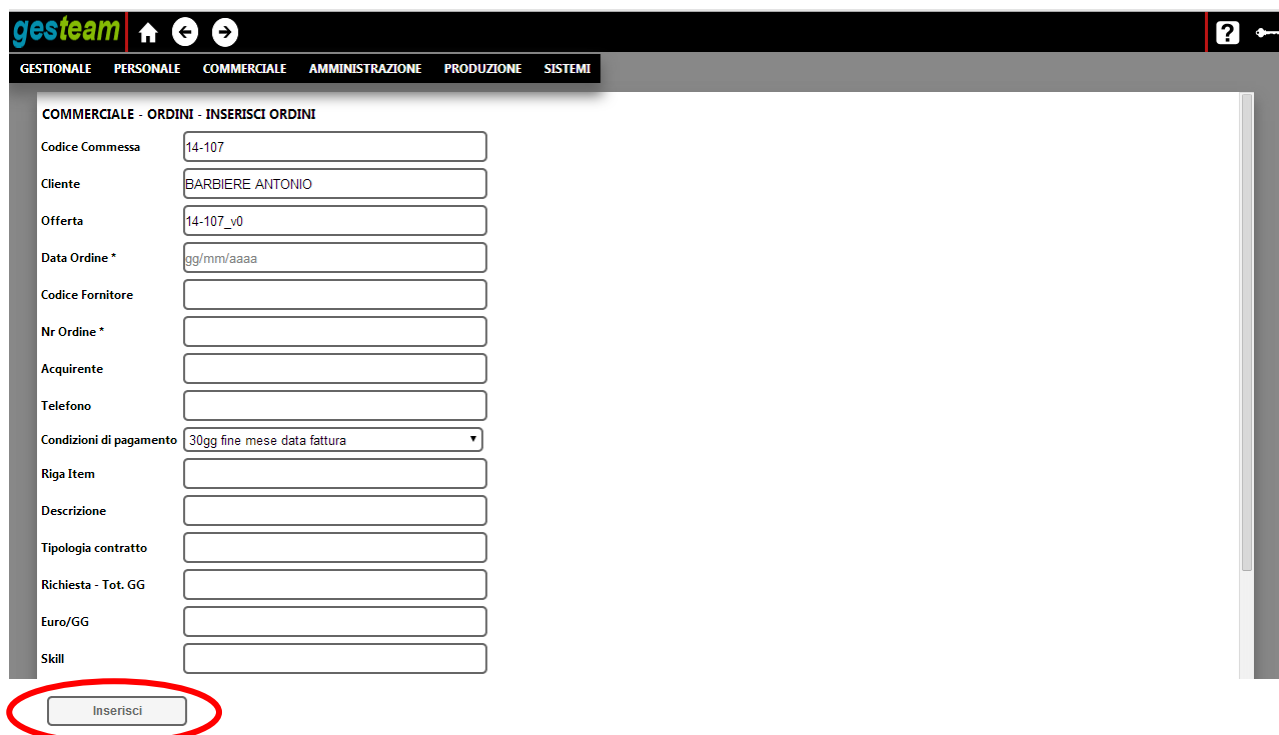 gesteam ?
GESTIONALE PERSONALE COMMERCIALE AMMINISTRAZIONE PRODUZIONE SISTEMI
COMMERCIALE - ORDINI - INSERISCI ORDINI
Codice Commessa 14-107
Cliente BARBIERE ANTONIO
Offerta 14-107_v0
Data Ordine * gg/mm/aaaa
Codice Fornitore
Nr Ordine *
Acquirente
Telefono
Condizioni di pagamento 30gg fine mese data fattura
Riga Item
Descrizione
Tipologia contratto
Richiesta - Tot. GG
Euro/GG
Skill
Inserisci